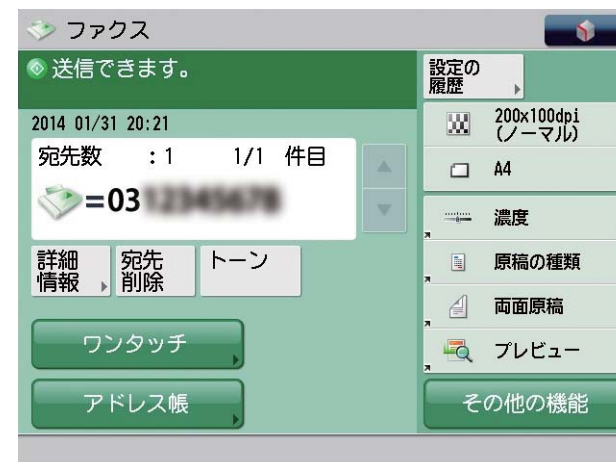 ファクス
送信できます。
設定の
履歴
2014 01/31 20:21
200x100dpi
(ノーマル)
宛先数 : 1 1/1 件目
A4
=03
濃度
詳細
情報
宛先
削除
トーン
原稿の種類
両面原稿
ワンタッチ
プレビュー
アドレス帳
その他の機能